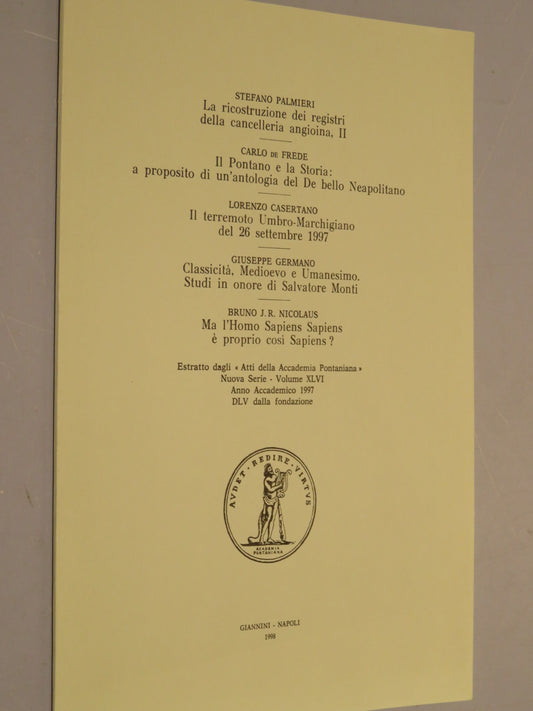 STEFANO PALMIERI
La ricostruzione dei registri
della cancelleria angioina, II
CARLO DE FREDE
Il Pontano e la Storia:
a proposito di un'antologia del De bello Neapolitano
LORENZO CASERTANO
Il terremoto Umbro-Marchigiano
del 26 settembre 1997
GIUSEPPE GERMANO
Classicità, Medioevo e Umanesimo.
Studi in onore di Salvatore Monti
BRUNO J. R. NICOLAUS
Ma l'Homo Sapiens Sapiens
è proprio così Sapiens?
Estratto dagli « Atti della Accademia Pontaniana »
Nuova Serie - Volume XLVI
Anno Accademico 1997
DLV dalla fondazione
AVDET · REDIRE · VIRTVS
ACADEMIA
PONTANIANA
GIANNINI - NAPOLI
1998